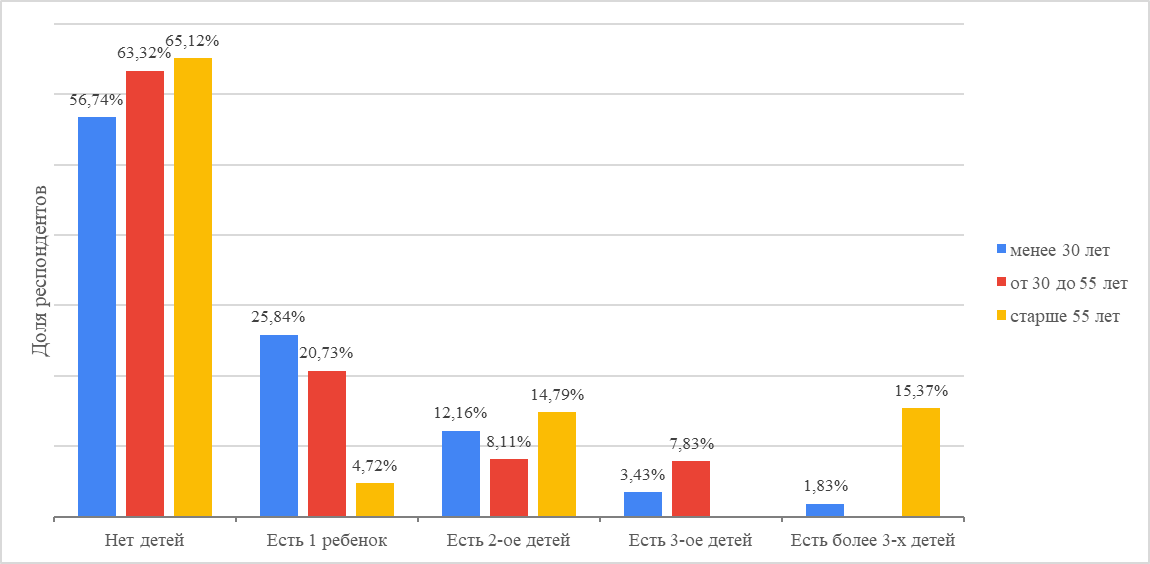 65,12%
63,32%
56,74%
25,84%
20,73%
4,72%
12,16%
8,11%
14,79%
3,43%
7,83%
1,83%
15,37%
Доля респондентов
Нет детей
Есть 1 ребенок
Есть 2-ое детей
Есть 3-ое детей
Есть более 3-х детей
менее 30 лет
от 30 до 55 лет
старше 55 лет